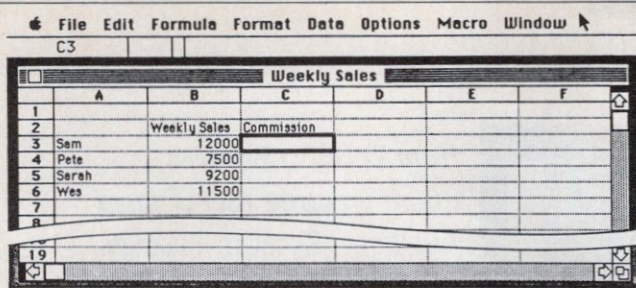 File Edit Formula Format Data Options Macro Window
C3
Weekly Sales
A B C D E F
1
2 Weekly Sales Commission
3 Sam 12000
4 Pete 7500
5 Sarah 9200
6 Wes 11500
7
8
19